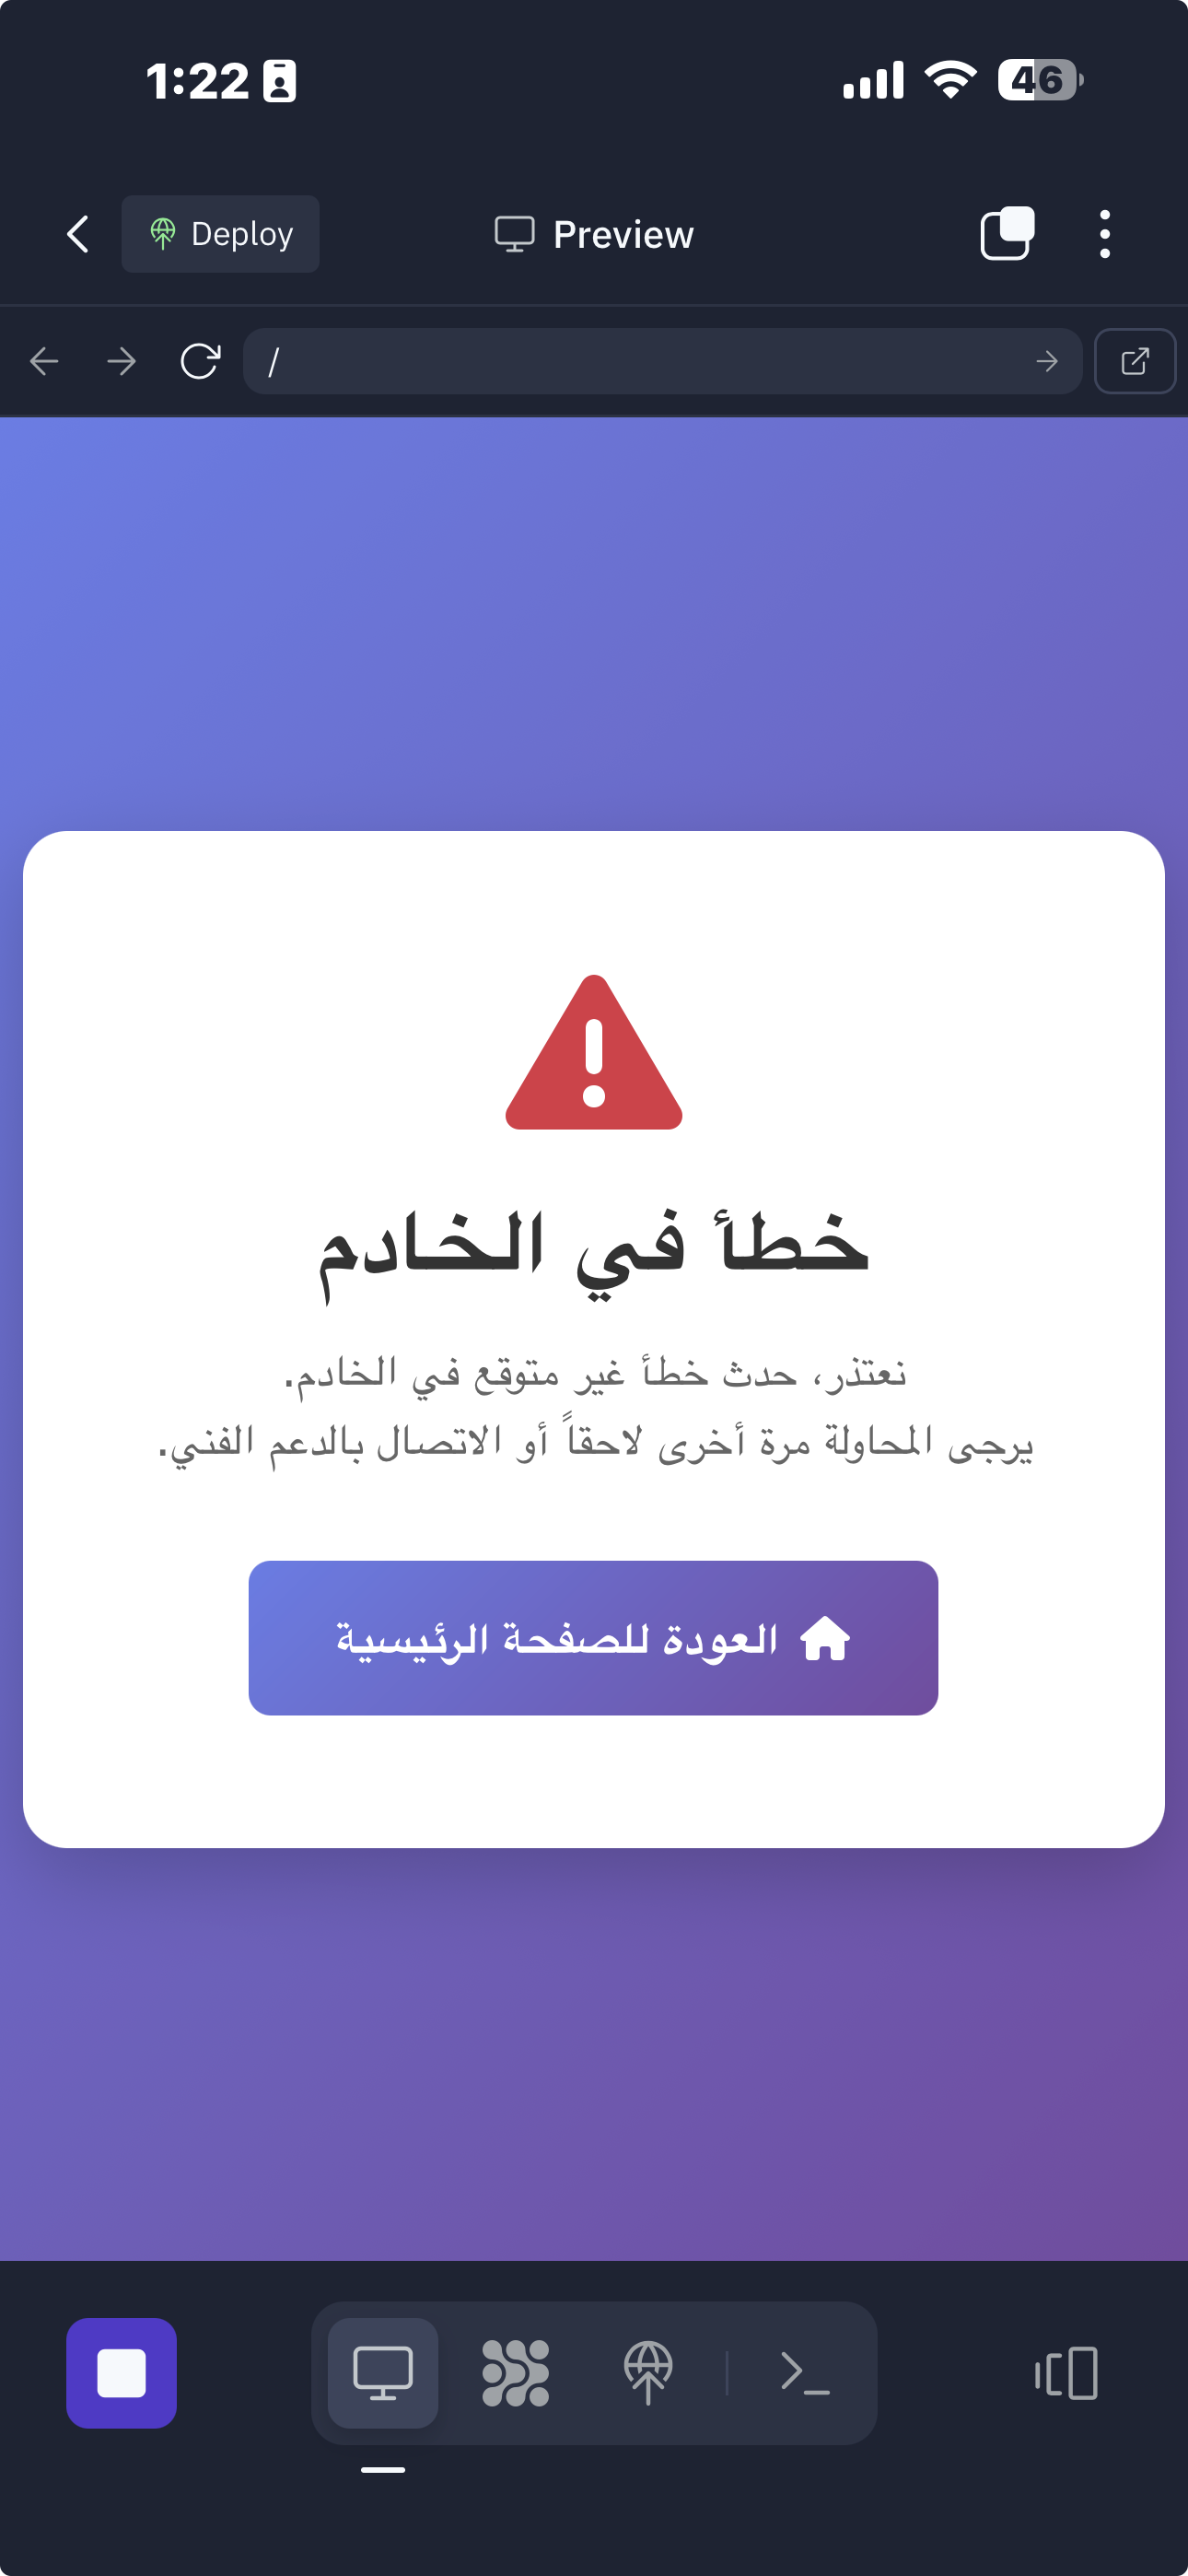 1:22
46
Deploy
Preview
/
خطأ في الخادم
نعتذر، حدث خطأ غير متوقع في الخادم.
يرجى المحاولة مرة أخرى لاحقاً أو الاتصال بالدعم الفني.
العودة للصفحة الرئيسية